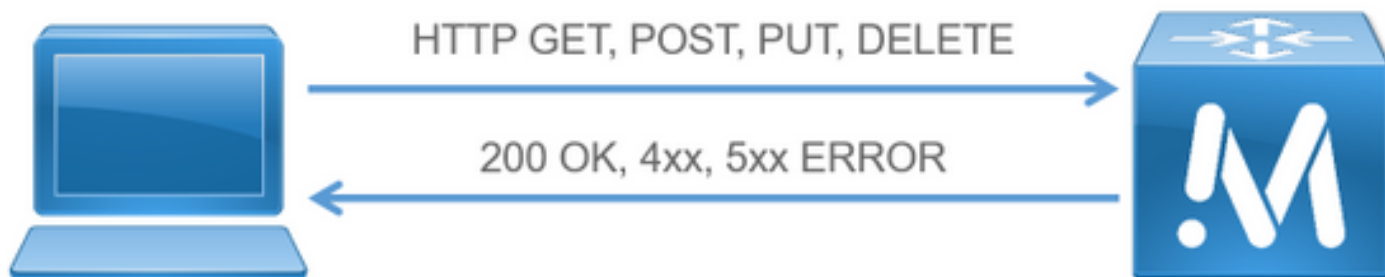 HTTP GET, POST, PUT, DELETE
200 OK, 4xx, 5xx ERROR